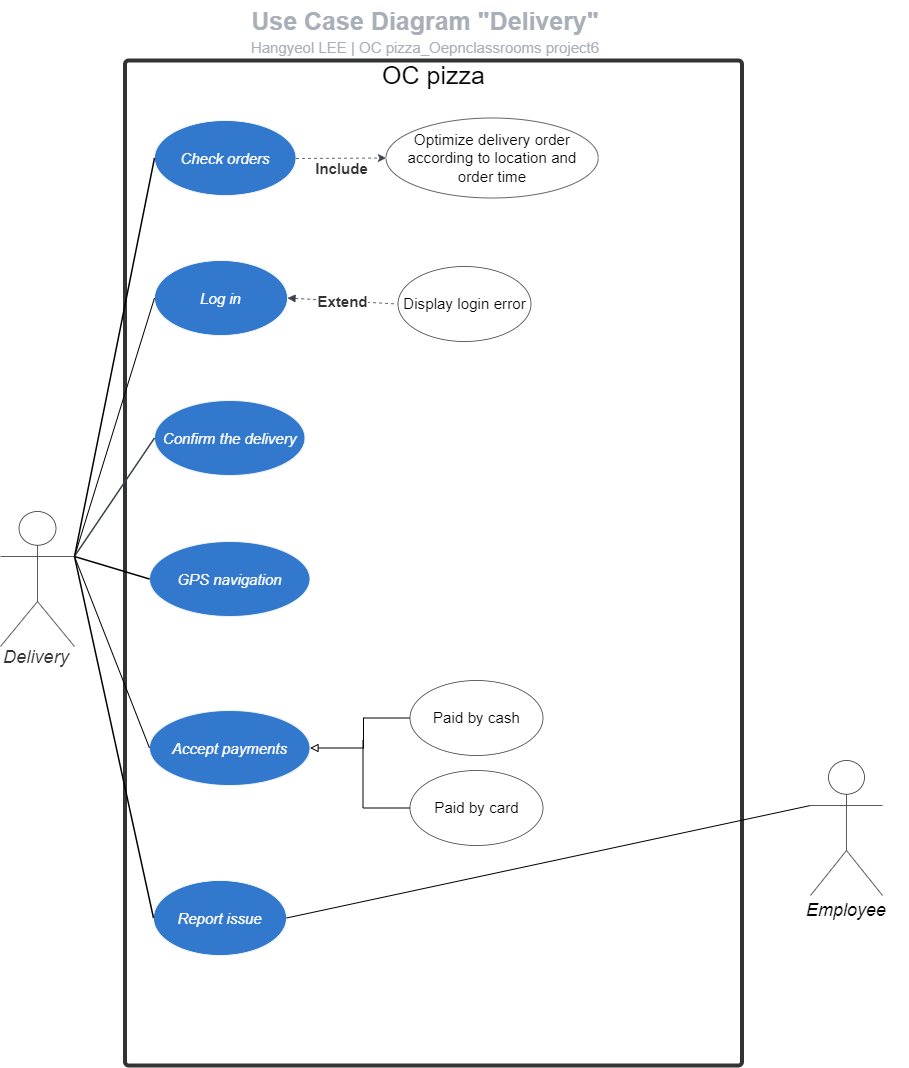 Use Case Diagram "Delivery"
Hangyeol LEE | OC pizza_Oepnclassrooms project6
OC pizza
Check orders
Include
Optimize delivery order
according to location and
order time
Log in
Extend
Display login error
Confirm the delivery
GPS navigation
Delivery
Accept payments
Paid by cash
Paid by card
Report issue
Employee